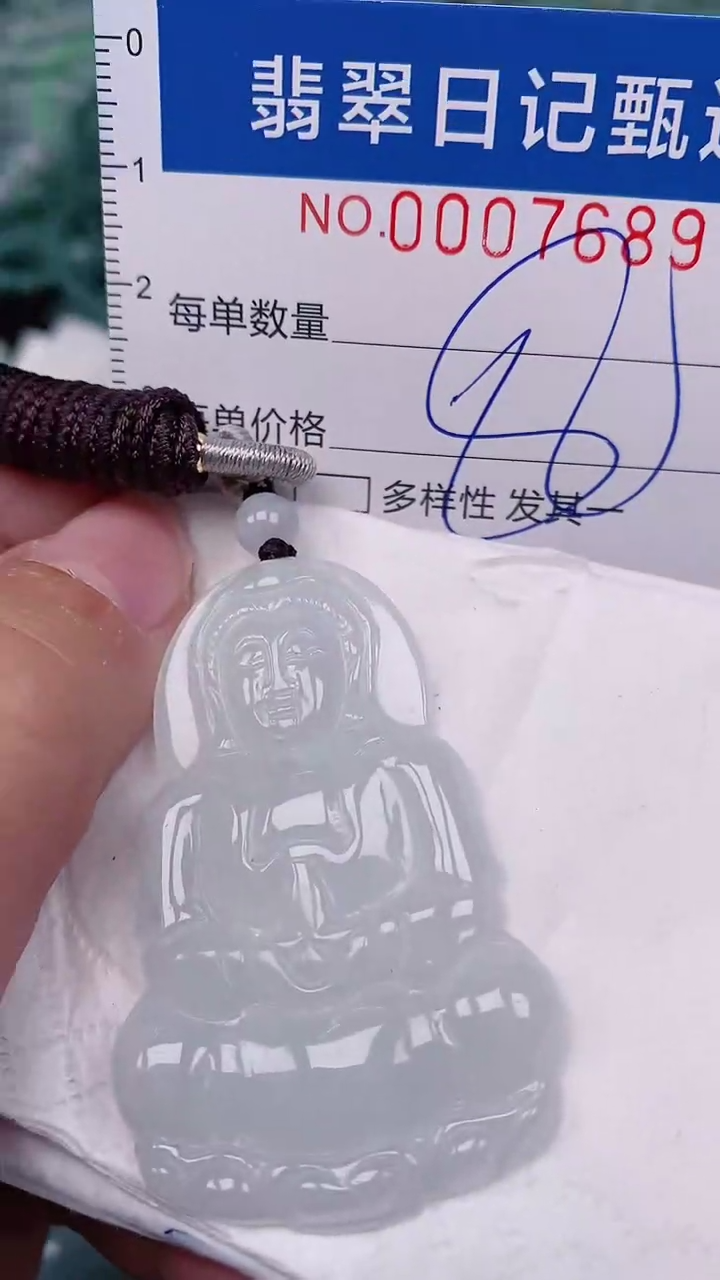 0
翡翠日记甄
1
NO.0007689
2
每单数量
单价格
多样性 发其一